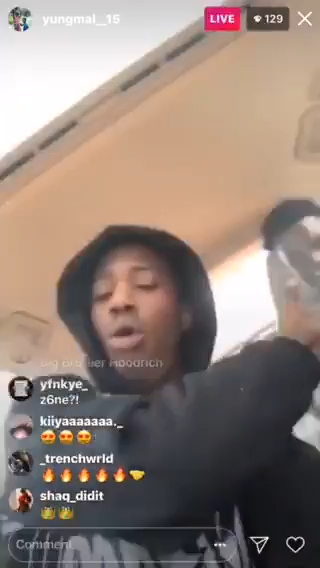 yungmal__15
LIVE
129
Big Brother Hoodrich
yfnkye_
z6ne?!
kiiyaaaaaaa._
😍😍😍
_trenchwrld
🔥🔥🔥🔥🔥🤝
shaq_didit
👑👑
Comment
...